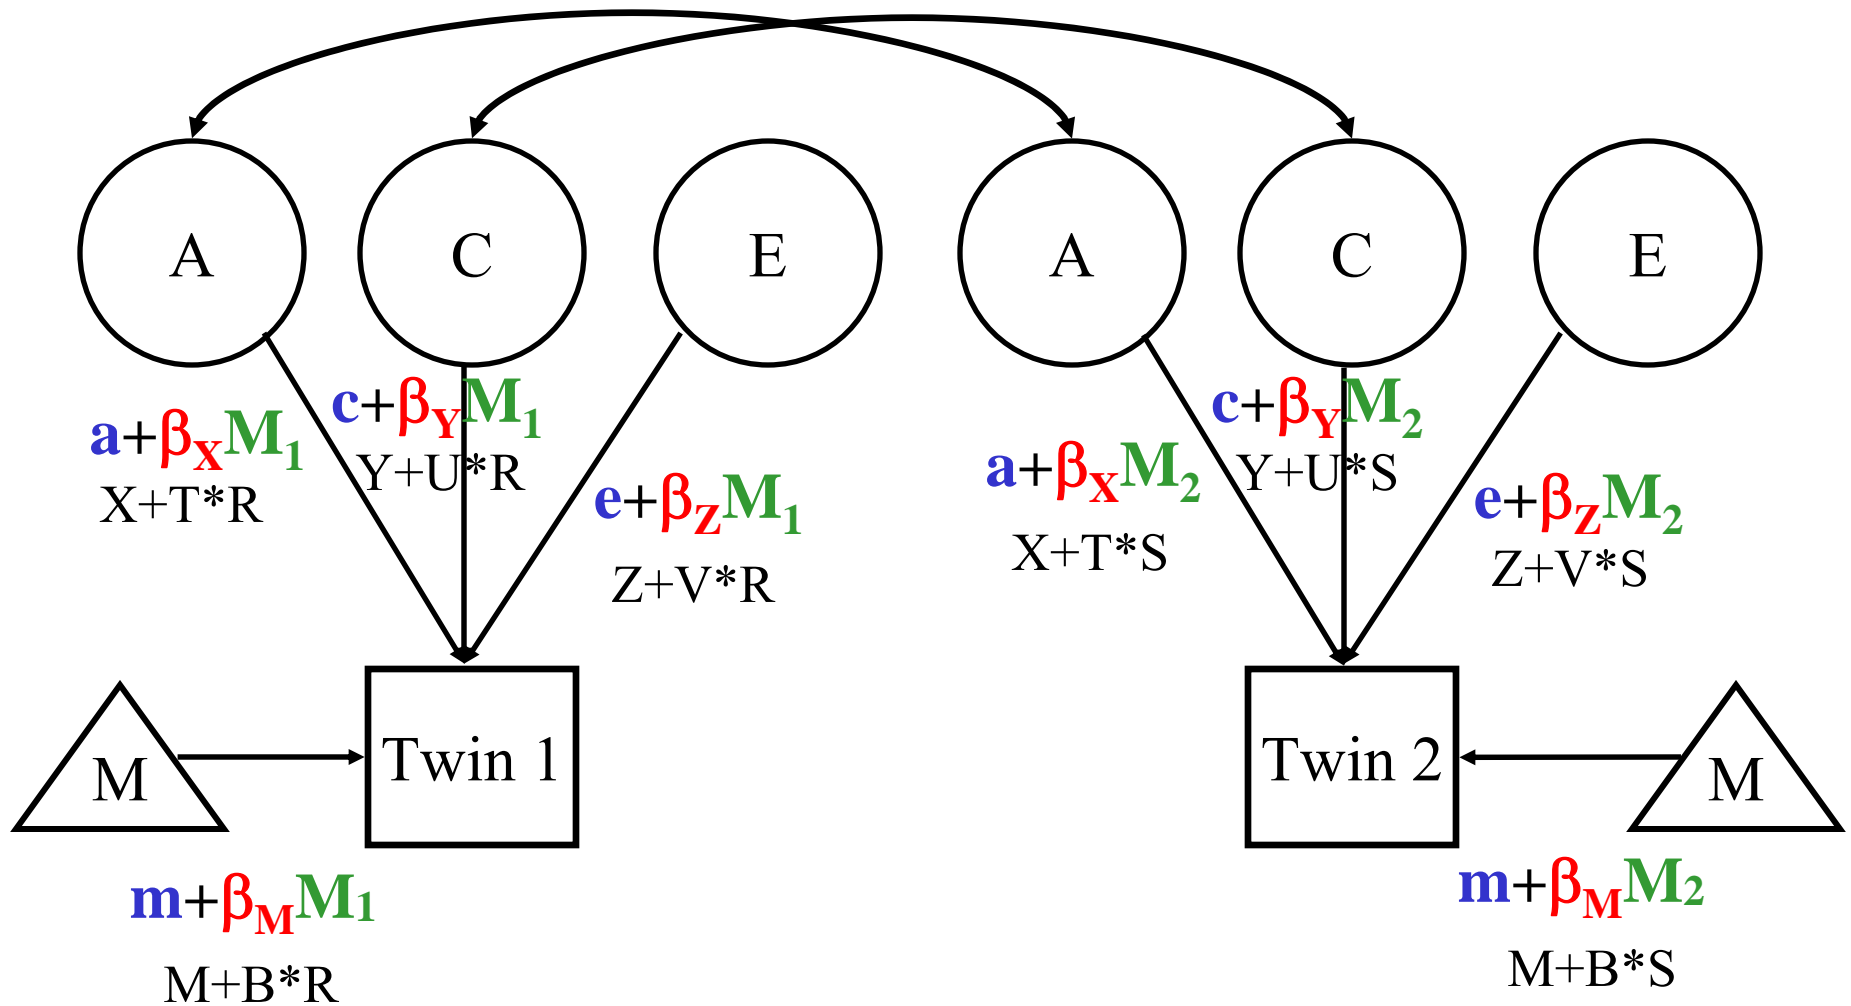 A C E A C E
c+βYM1 c+βYM2
a+βXM1 a+βXM2
Y+U*R Y+U*S
X+T*R
e+βZM1 e+βZM2
X+T*S
Z+V*R Z+V*S
M Twin 1 Twin 2 M
m+βMM1 m+βMM2
M+B*R M+B*S